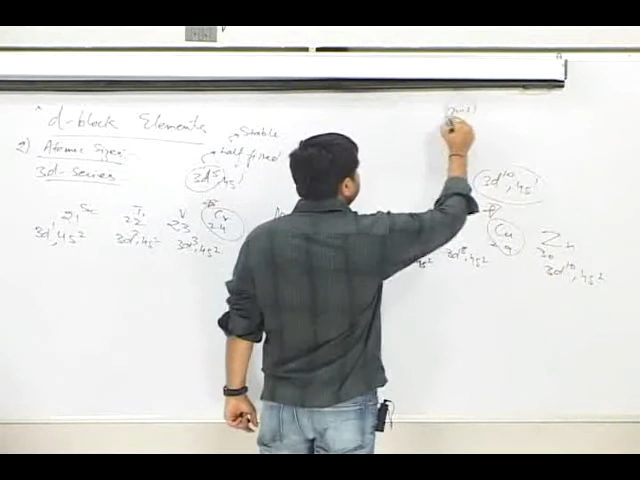 d-block Elements
2) Atomic Sizes:-
Stable
half filled
3d-Series
3d⁵,4s¹
3d¹⁰,4s¹
21 Sc
Ti 22
V 23
Cr 24
Cu
Zn 30
3d¹,4s²
3d²,4s²
3d³,4s²
3d⁸,4s²
3d¹⁰,4s²